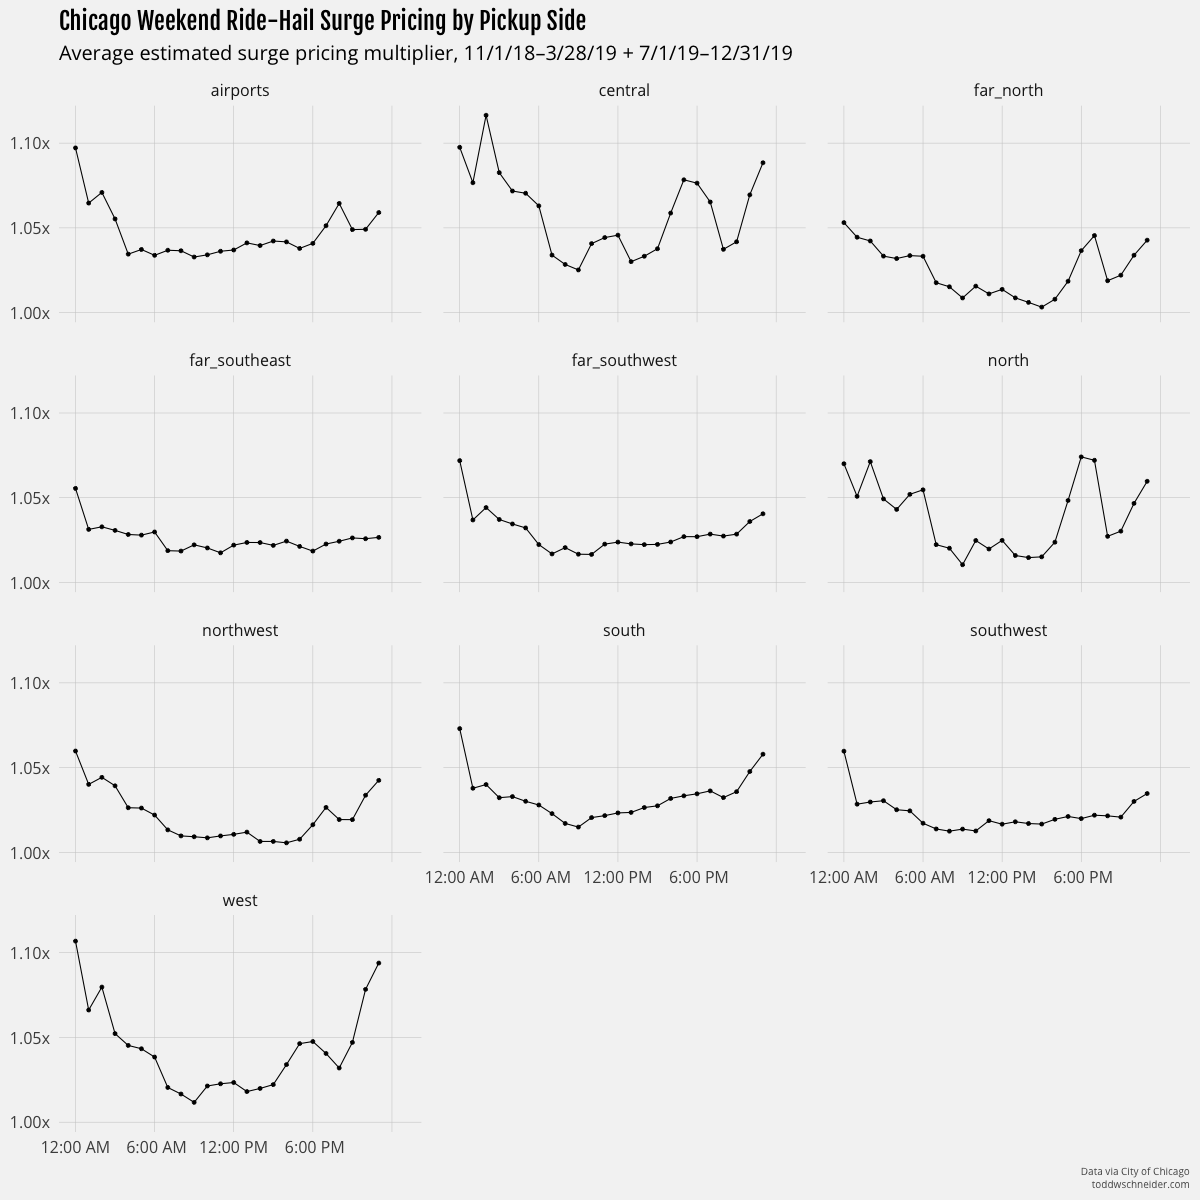 Chicago Weekend Ride-Hail Surge Pricing by Pickup Side
Average estimated surge pricing multiplier, 11/1/18–3/28/19 + 7/1/19–12/31/19
airports central far_north
1.10x
1.05x
1.00x
far_southeast far_southwest north
1.10x
1.05x
1.00x
northwest south southwest
1.10x
1.05x
1.00x
12:00 AM 6:00 AM 12:00 PM 6:00 PM 12:00 AM 6:00 AM 12:00 PM 6:00 PM
west
1.10x
1.05x
1.00x
12:00 AM 6:00 AM 12:00 PM 6:00 PM
Data via City of Chicago
toddwschneider.com